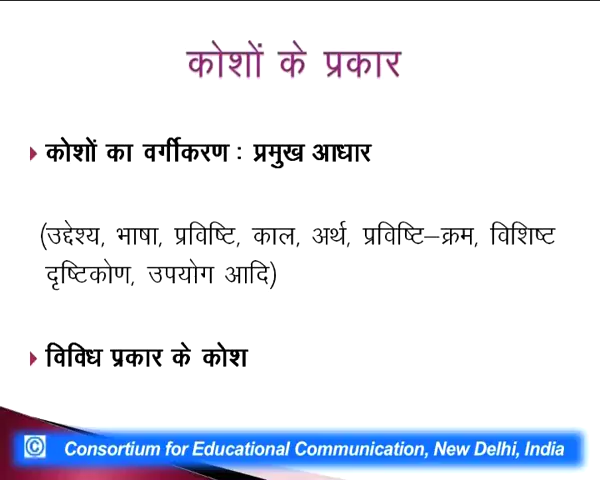 कोशों के प्रकार
कोशों का वर्गीकरण : प्रमुख आधार
(उद्देश्य, भाषा, प्रविष्टि, काल, अर्थ, प्रविष्टि–क्रम, विशिष्ट
दृष्टिकोण, उपयोग आदि)
विविध प्रकार के कोश
© Consortium for Educational Communication, New Delhi, India